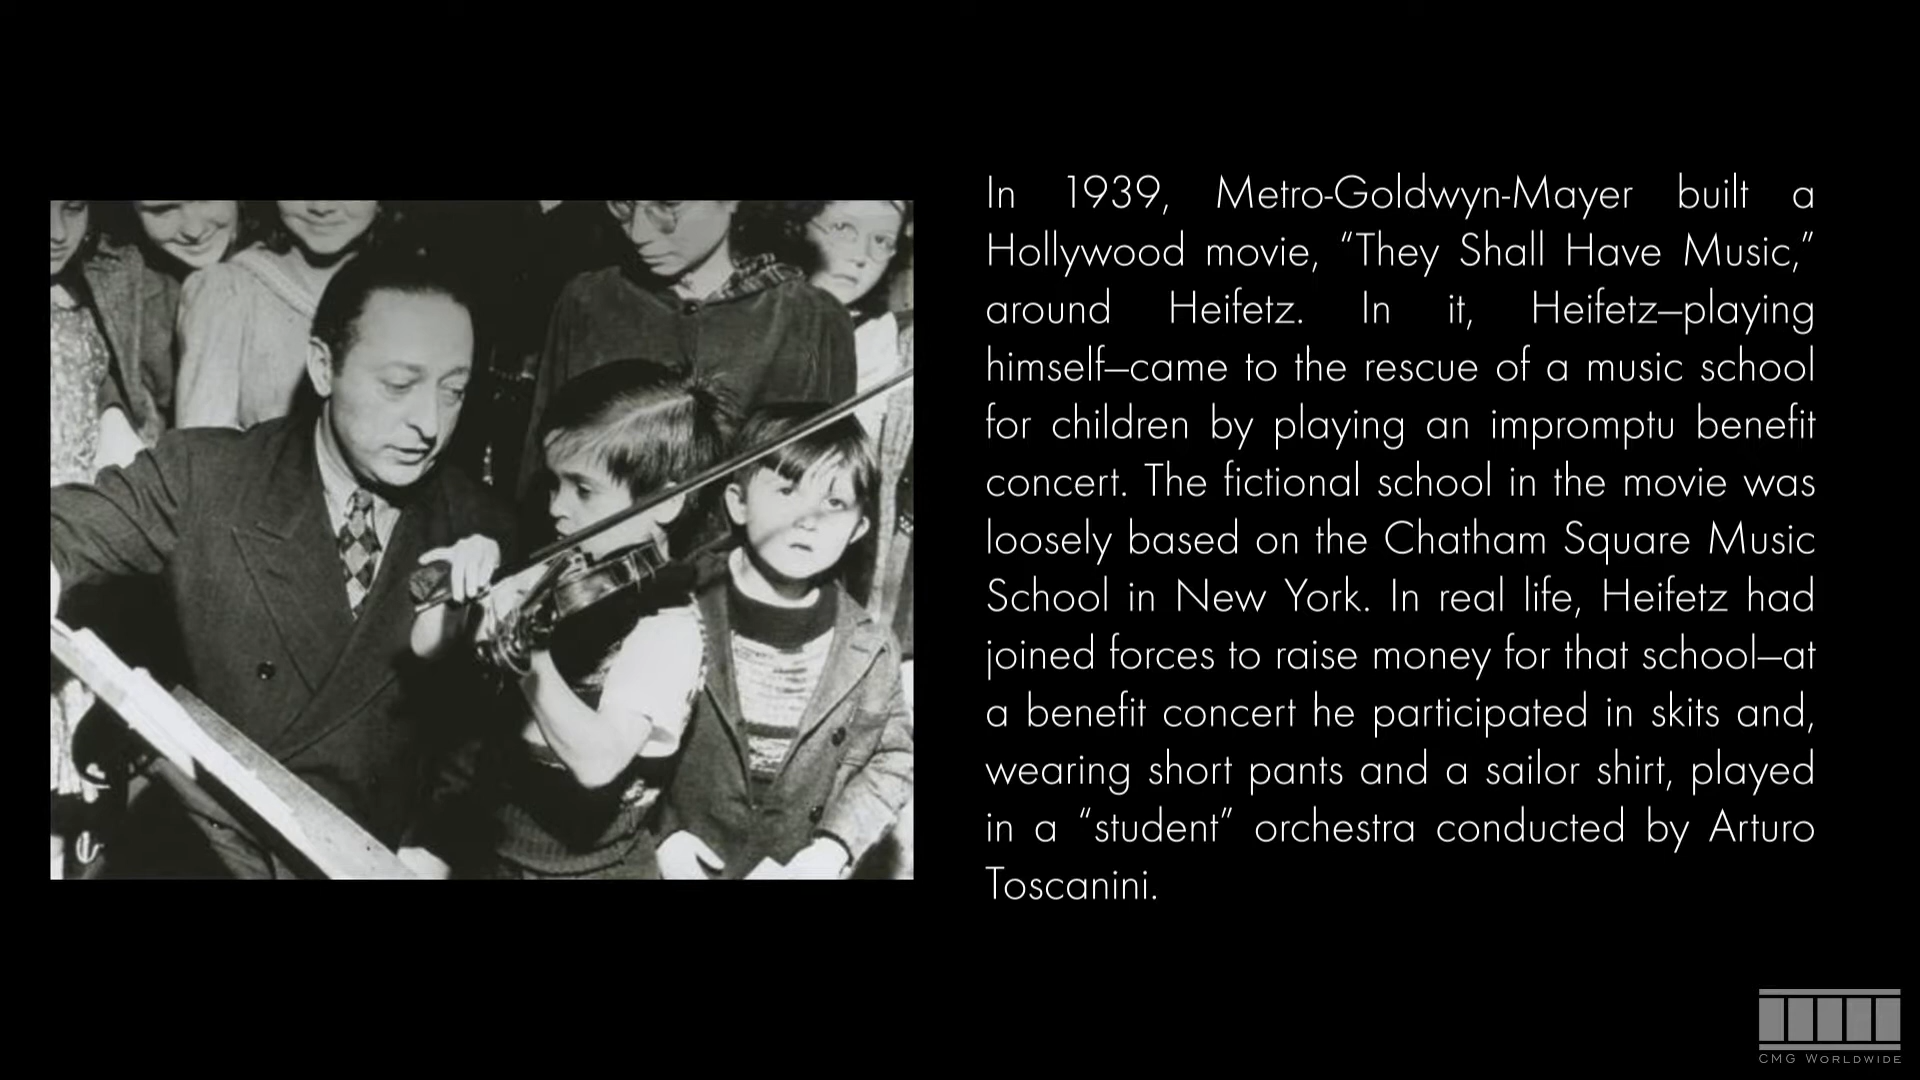 In 1939, Metro-Goldwyn-Mayer built a
Hollywood movie, “They Shall Have Music,”
around Heifetz. In it, Heifetz—playing
himself—came to the rescue of a music school
for children by playing an impromptu benefit
concert. The fictional school in the movie was
loosely based on the Chatham Square Music
School in New York. In real life, Heifetz had
joined forces to raise money for that school—at
a benefit concert he participated in skits and,
wearing short pants and a sailor shirt, played
in a “student” orchestra conducted by Arturo
Toscanini.
CMG WORLDWIDE